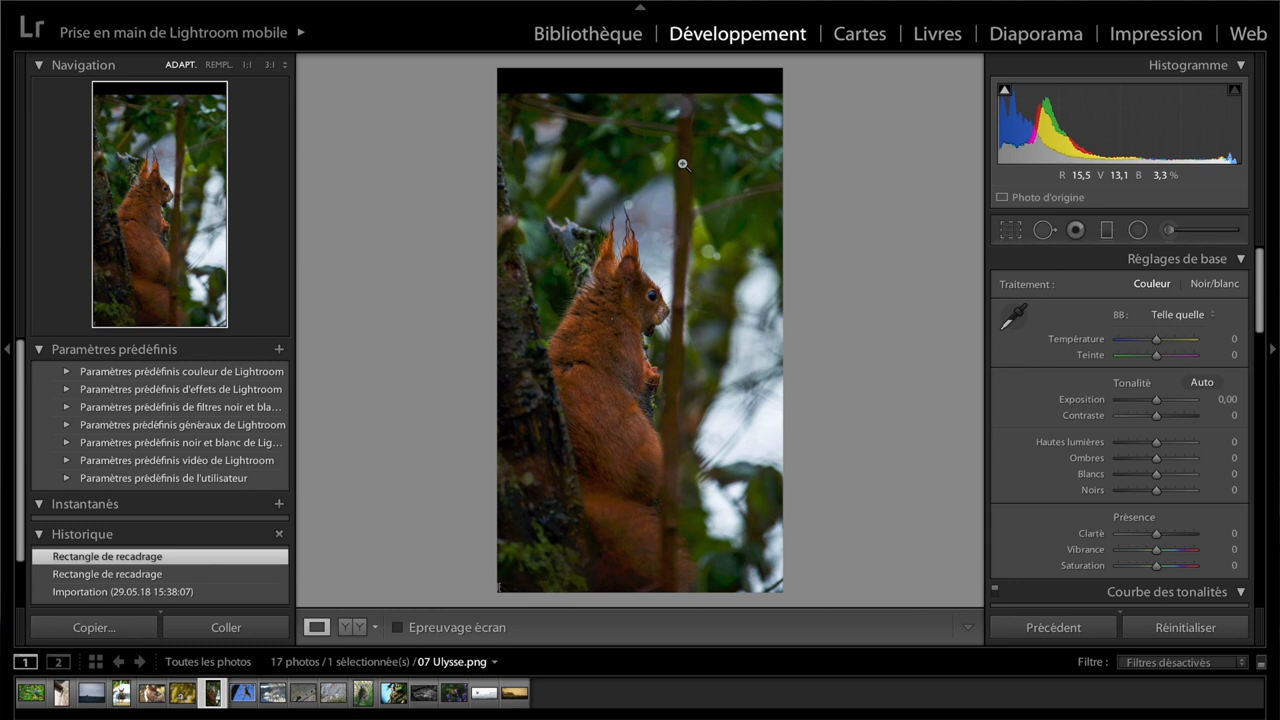 Lr Prise en main de Lightroom mobile
Bibliothèque | Développement | Cartes | Livres | Diaporama | Impression | Web
Navigation ADAPT. REMPL. 1:1 3:1
Paramètres prédéfinis +
Paramètres prédéfinis couleur de Lightroom
Paramètres prédéfinis d'effets de Lightroom
Paramètres prédéfinis de filtres noir et bla...
Paramètres prédéfinis généraux de Lightroom
Paramètres prédéfinis noir et blanc de Lig...
Paramètres prédéfinis vidéo de Lightroom
Paramètres prédéfinis de l'utilisateur
Instantanés +
Historique ×
Rectangle de recadrage
Rectangle de recadrage
Importation (29.05.18 15:38:07)
Copier... Coller
YY Epreuvage écran
Histogramme
R 15,5 V 13,1 B 3,3 %
Photo d'origine
Réglages de base
Traitement : Couleur | Noir/blanc
BB : Telle quelle
Température 0
Teinte 0
Tonalité Auto
Exposition 0,00
Contraste 0
Hautes lumières 0
Ombres 0
Blancs 0
Noirs 0
Présence
Clarté 0
Vibrance 0
Saturation 0
Courbe des tonalités
Précédent Réinitialiser
1 2 Toutes les photos 17 photos / 1 sélectionnée(s) / 07 Ulysse.png
Filtre : Filtres désactivés